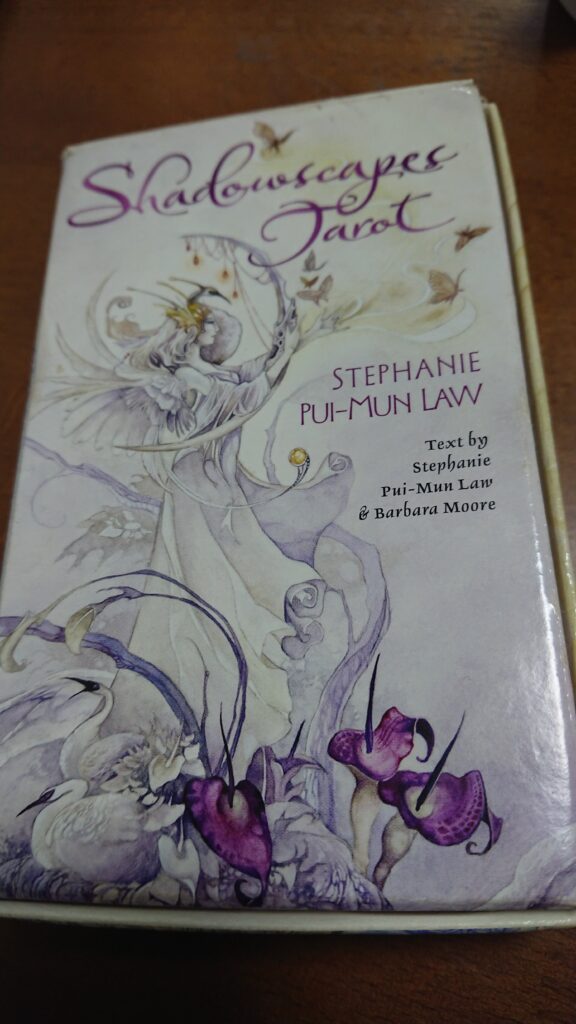 Shadowscapes
Tarot
STEPHANIE
PUI-MUN LAW
Text by
Stephanie
Pui-Mun Law
& Barbara Moore